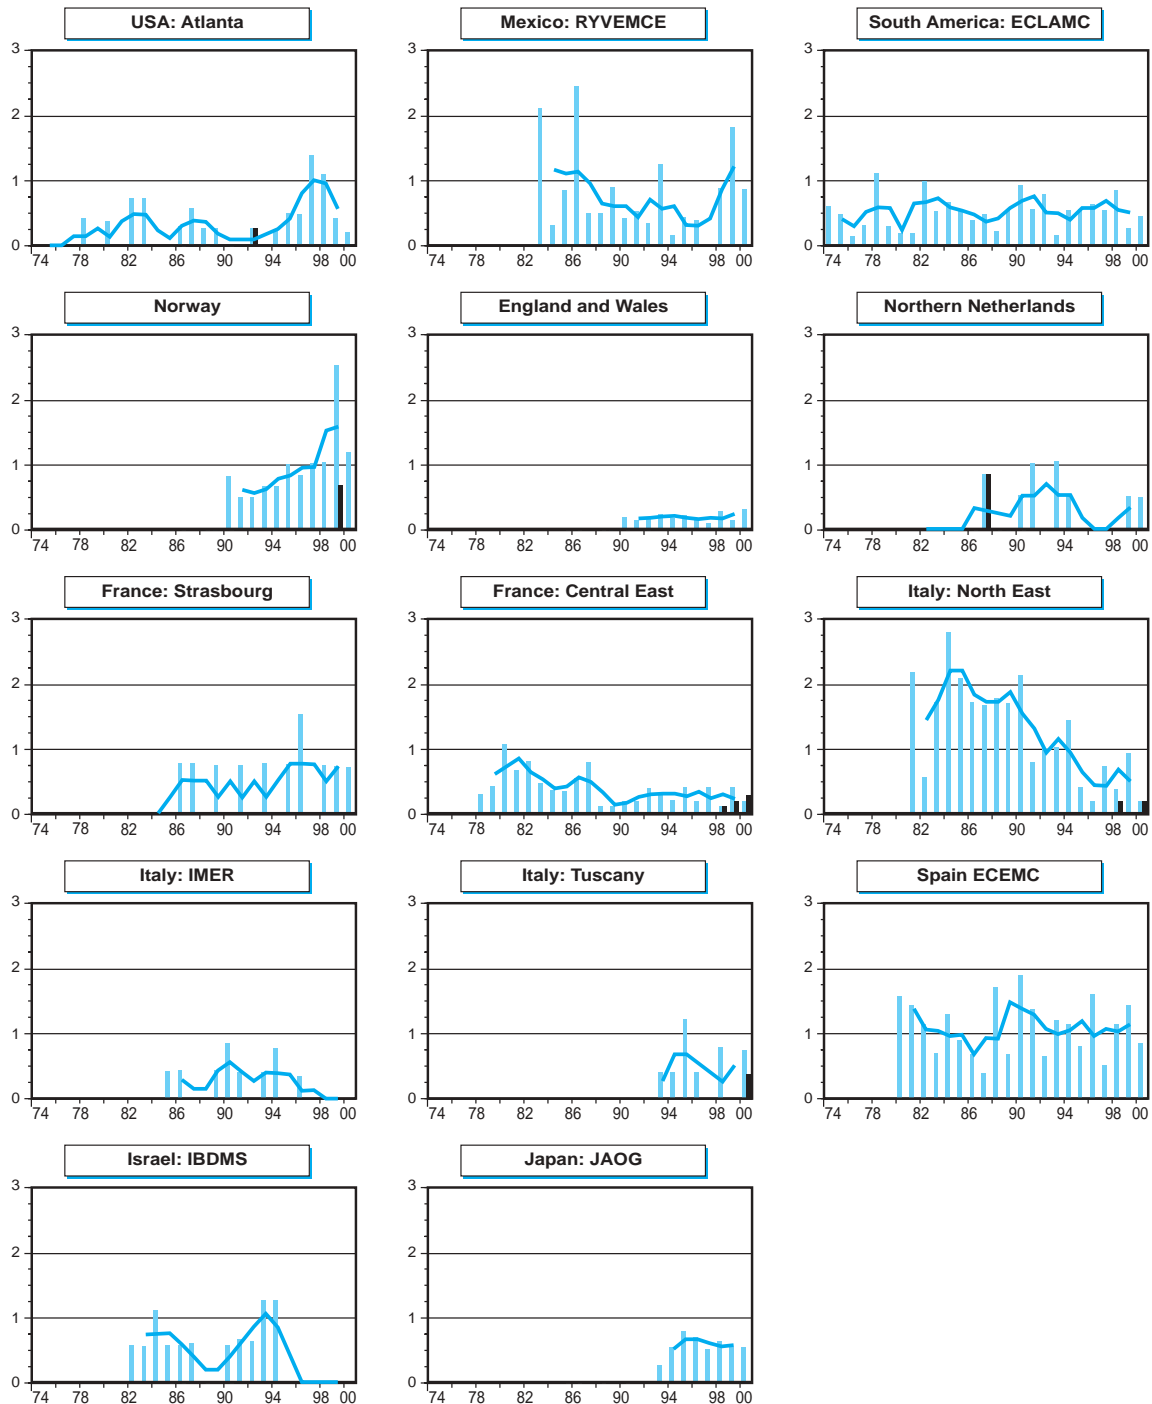 USA: Atlanta
3
2
1
0
74 78 82 86 90 94 98 00
Mexico: RYVEMCE
3
2
1
0
74 78 82 86 90 94 98 00
South America: ECLAMC
3
2
1
0
74 78 82 86 90 94 98 00
Norway
3
2
1
0
74 78 82 86 90 94 98 00
England and Wales
3
2
1
0
74 78 82 86 90 94 98 00
Northern Netherlands
3
2
1
0
74 78 82 86 90 94 98 00
France: Strasbourg
3
2
1
0
74 78 82 86 90 94 98 00
France: Central East
3
2
1
0
74 78 82 86 90 94 98 00
Italy: North East
3
2
1
0
74 78 82 86 90 94 98 00
Italy: IMER
3
2
1
0
74 78 82 86 90 94 98 00
Italy: Tuscany
3
2
1
0
74 78 82 86 90 94 98 00
Spain ECEMC
3
2
1
0
74 78 82 86 90 94 98 00
Israel: IBDMS
3
2
1
0
74 78 82 86 90 94 98 00
Japan: JAOG
3
2
1
0
74 78 82 86 90 94 98 00